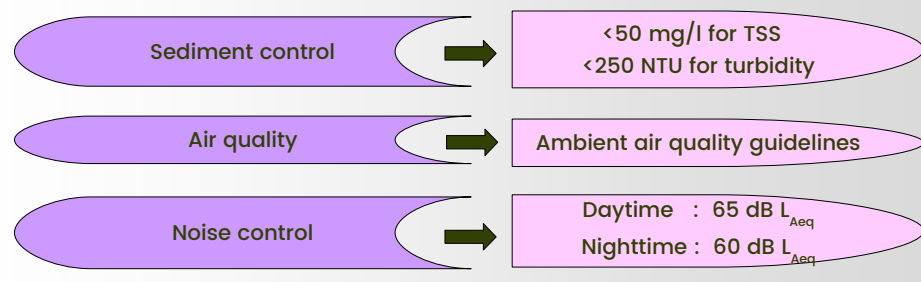 Sediment control
<50 mg/l for TSS
<250 NTU for turbidity
Air quality
Ambient air quality guidelines
Noise control
Daytime : 65 dB LAeq
Nighttime : 60 dB LAeq